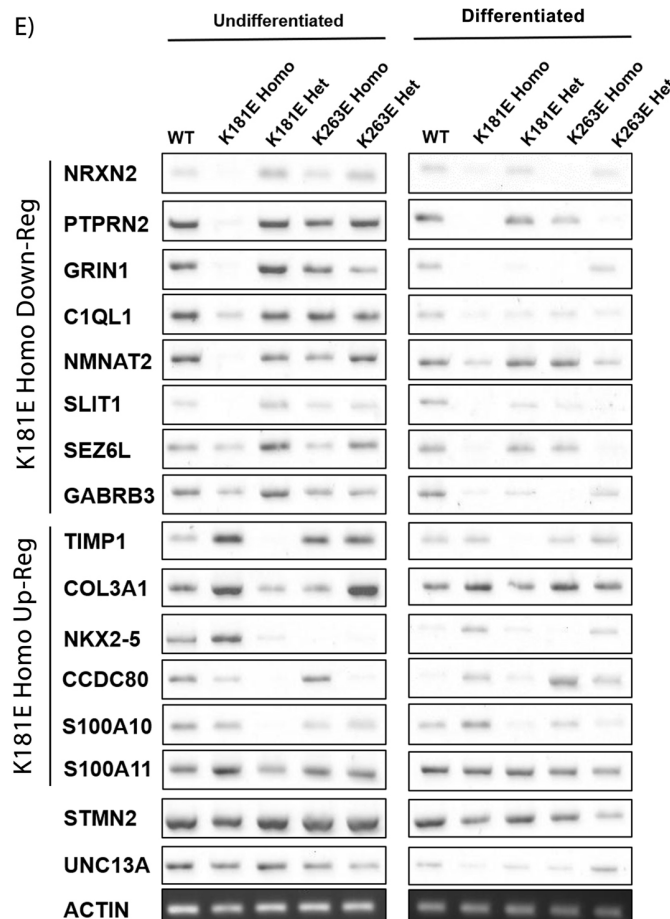 E)
Undifferentiated
Differentiated
WT
K181E Homo
K181E Het
K263E Homo
K263E Het
WT
K181E Homo
K181E Het
K263E Homo
K263E Het
K181E Homo Down-Reg
NRXN2
PTPRN2
GRIN1
C1QL1
NMNAT2
SLIT1
SEZ6L
GABRB3
K181E Homo Up-Reg
TIMP1
COL3A1
NKX2-5
CCDC80
S100A10
S100A11
STMN2
UNC13A
ACTIN